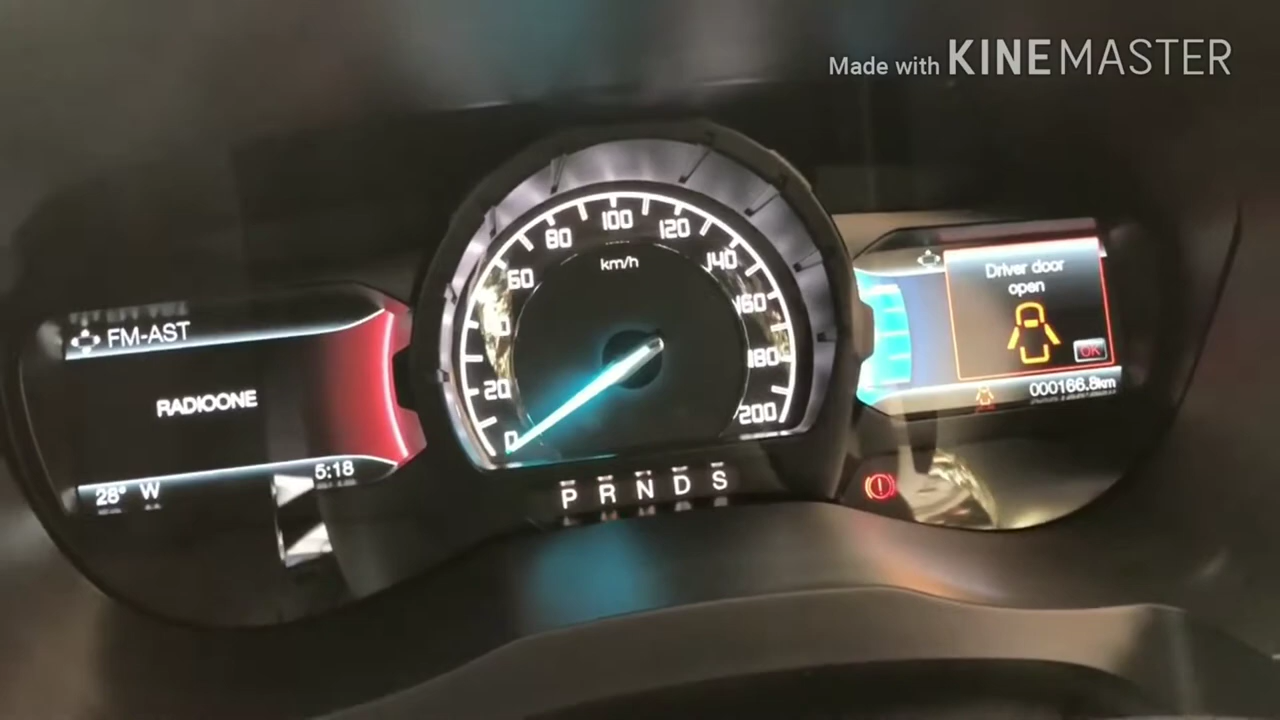 Made with KINEMASTER
FM-AST
RADIOONE
5:18
28° W
km/h
0
20
60
80
100
120
140
160
180
200
P R N D S
Driver door
open
OK
000166.8km